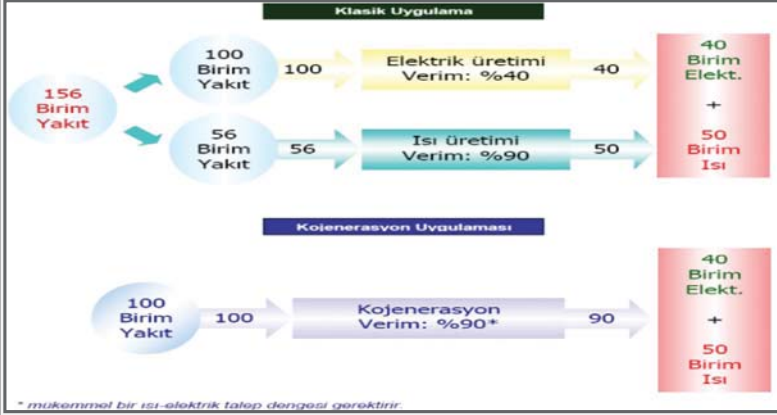 Klasik Uygulama
156
Birim
Yakıt
100
Birim
Yakıt
100
Elektrik üretimi
Verim: %40
40
56
Birim
Yakıt
56
Isı üretimi
Verim: %90
50
40
Birim
Elekt.
+
50
Birim
Isı
Kojenerasyon Uygulaması
100
Birim
Yakıt
100
Kojenerasyon
Verim: %90*
90
40
Birim
Elekt.
+
50
Birim
Isı
* mükemmel bir ısı-elektrik talep dengesi gerektirir.